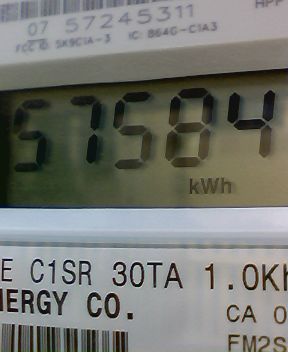 07 57245311
FCC ID: SK9C1A-3 IC: 864G-C1A3
57584
kWh
E C1SR 30TA 1.0Kh
NERGY CO.
CA 0
FM2S